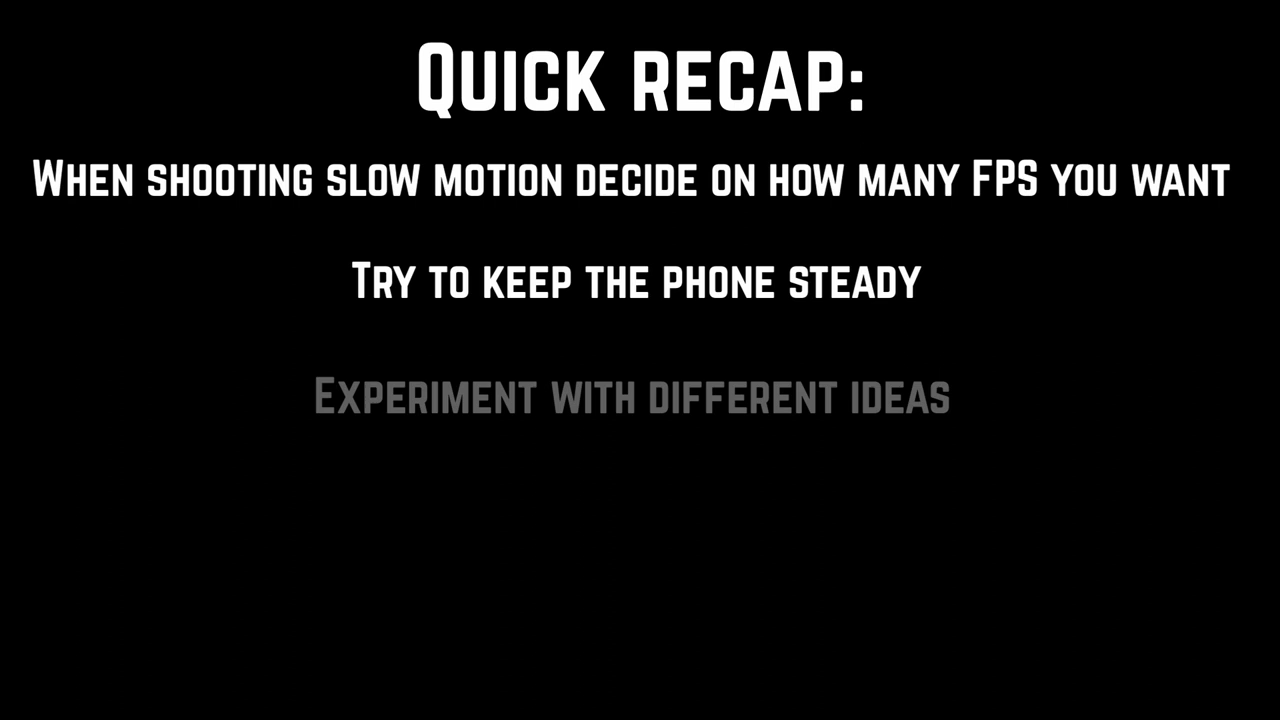 Quick recap:
When shooting slow motion decide on how many FPS you want
Try to keep the phone steady
Experiment with different ideas